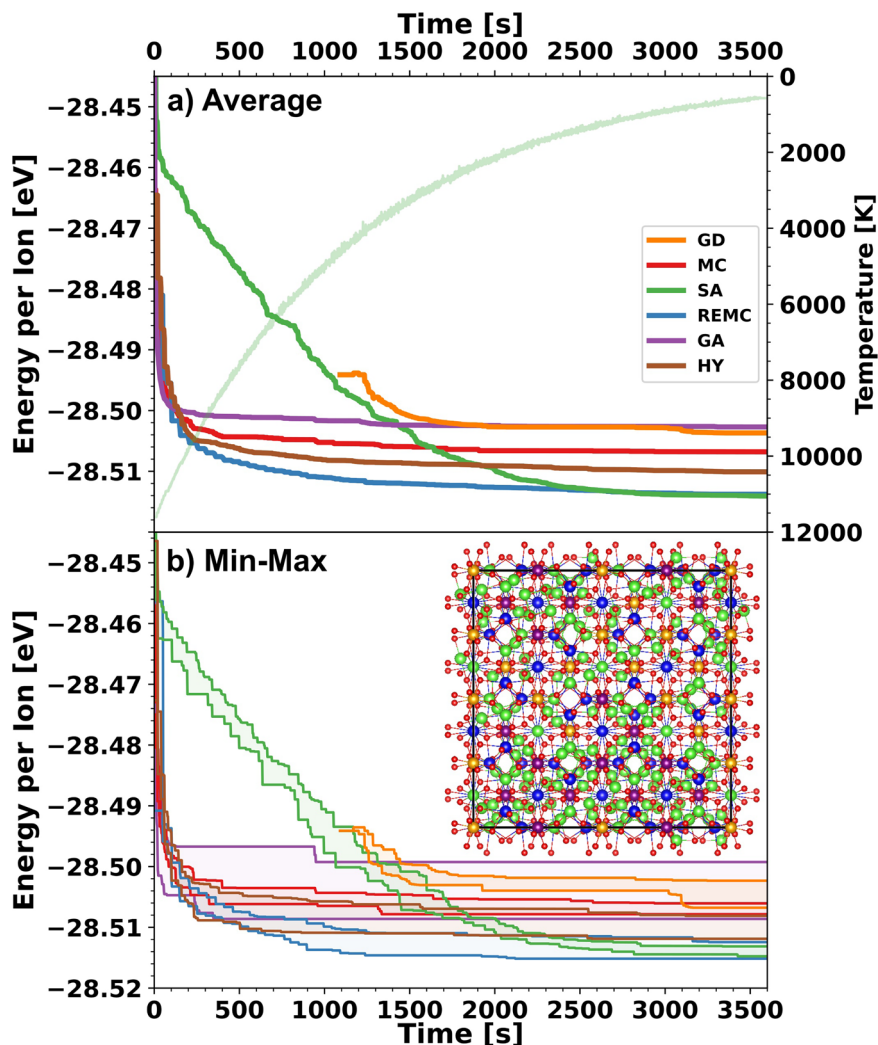 Time [s]
0 500 1000 1500 2000 2500 3000 3500
a) Average
Energy per Ion [eV]
−28.45
−28.46
−28.47
−28.48
−28.49
−28.50
−28.51
0
2000
4000
6000
8000
10000
12000
Temperature [K]
GD
MC
SA
REMC
GA
HY
b) Min-Max
Energy per Ion [eV]
−28.45
−28.46
−28.47
−28.48
−28.49
−28.50
−28.51
−28.52
0 500 1000 1500 2000 2500 3000 3500
Time [s]